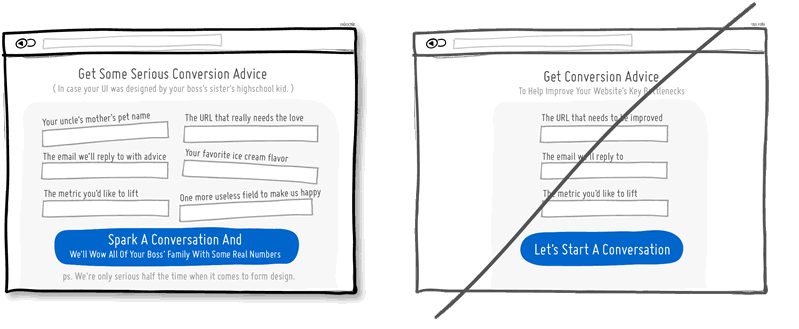 Get Some Serious Conversion Advice
( In case your UI was designed by your boss's sister's highschool kid. )
Your uncle's mother's pet name
The URL that really needs the love
The email we'll reply to with advice
Your favorite ice cream flavor
The metric you'd like to lift
One more useless field to make us happy
Spark A Conversation And
We'll Wow All Of Your Boss' Family With Some Real Numbers
ps. We're only serious half the time when it comes to form design.
Get Conversion Advice
To Help Improve Your Website's Key Bottlenecks
The URL that needs to be improved
The email we'll reply to
The metric you'd like to lift
Let's Start A Conversation